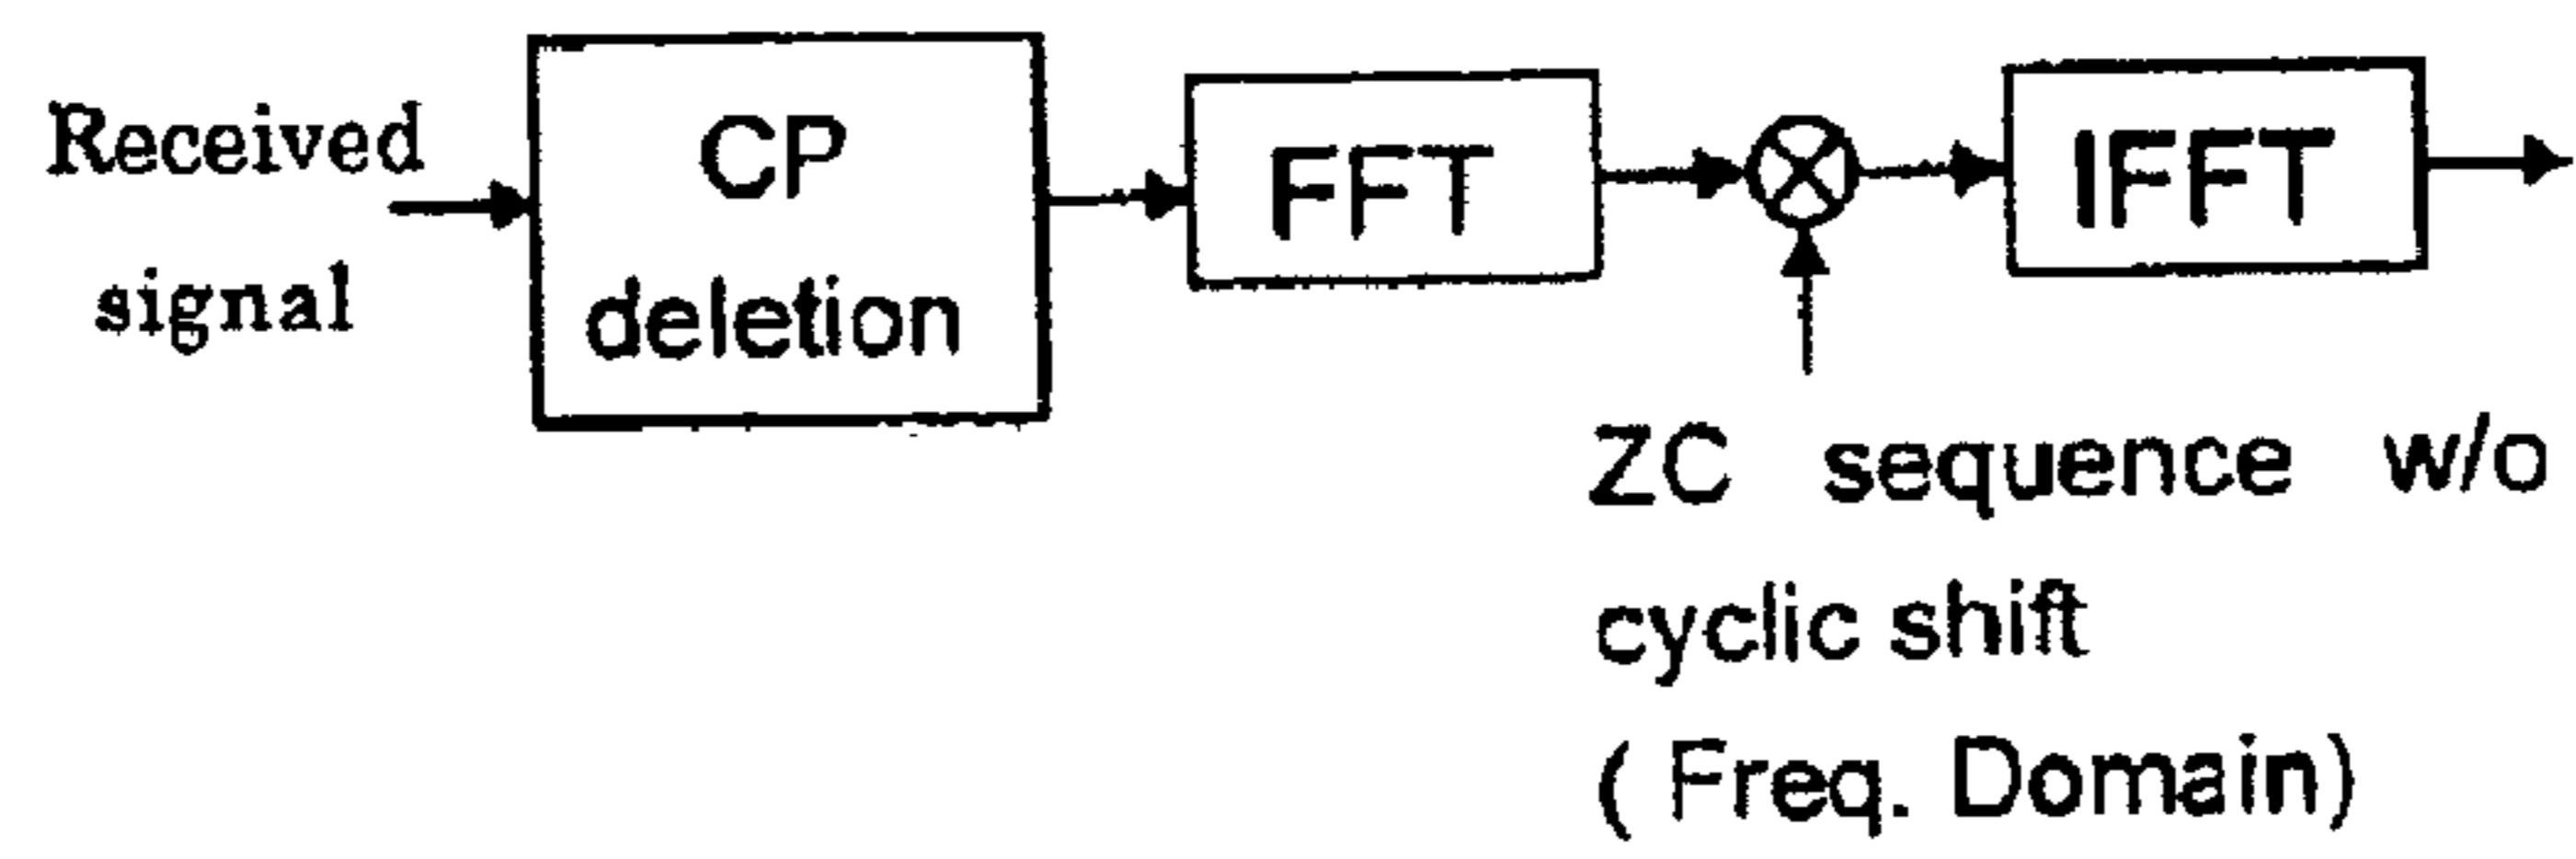 Received
signal
CP
deletion
FFT
IFFT
ZC sequence w/o
cyclic shift
( Freq. Domain)